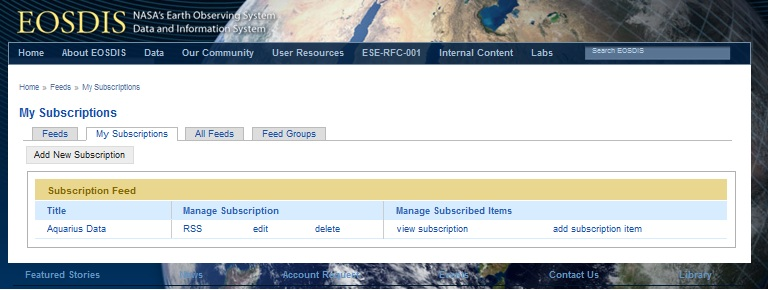 EOSDIS NASA's Earth Observing System
Data and Information System
Home About EOSDIS Data Our Community User Resources ESE-RFC-001 Internal Content Labs Search EOSDIS
Home » Feeds » My Subscriptions
My Subscriptions
Feeds My Subscriptions All Feeds Feed Groups
Add New Subscription
Subscription Feed
Title Manage Subscription Manage Subscribed Items
Aquarius Data RSS edit delete view subscription add subscription item
Featured Stories News Account Request Events Contact Us Library